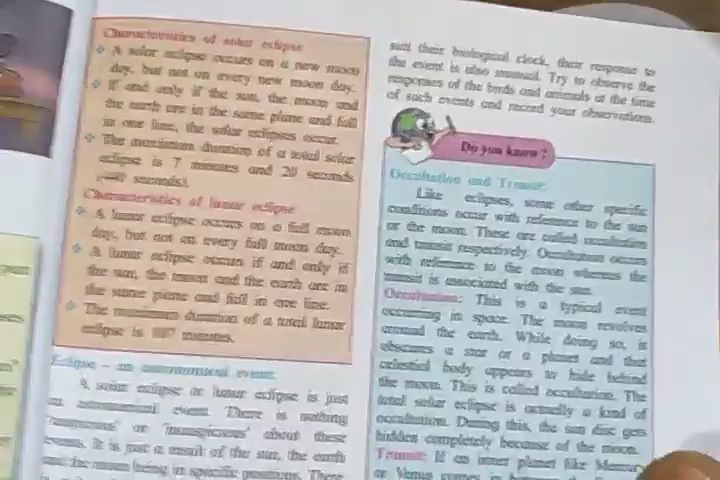 Characteristics of solar eclipse
A solar eclipse occurs on a new moon
day, but not on every new moon day.
If and only if the sun, the moon and
the earth are in the same plane and fall
in one line, the solar eclipses occur.
The maximum duration of a total solar
eclipse is 7 minutes and 20 seconds
seconds).
Characteristics of lunar eclipse
A lunar eclipse occurs on a full moon
day, but not on every full moon day.
A lunar eclipse occurs if and only if
the sun, the moon and the earth are in
the same plane and fall in one line.
The maximum duration of a total lunar
eclipse is 107 minutes.
Eclipse – an astronomical event:
A solar eclipse or lunar eclipse is just
an astronomical event. There is nothing
'auspicious' or 'inauspicious' about these
events. It is just a result of the sun, the earth
and the moon being in specific positions. There
suit their biological clock, their response to
the event is also unusual. Try to observe the
responses of the birds and animals at the time
of such events and record your observations.
Do you know ?
Occultation and Transit:
Like eclipses, some other specific
conditions occur with reference to the sun
or the moon. These are called occultation
and transit respectively. Occultation occurs
with reference to the moon whereas the
transit is associated with the sun.
Occultation: This is a typical event
occurring in space. The moon revolves
around the earth. While doing so, it
obscures a star or a planet and that
celestial body appears to hide behind
the moon. This is called occultation. The
total solar eclipse is actually a kind of
occultation. During this, the sun disc gets
hidden completely because of the moon.
Transit: If an inner planet like Mercury
or Venus comes in between the